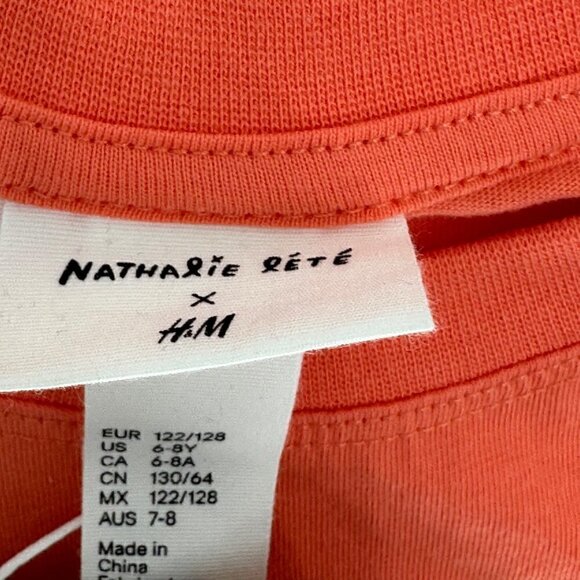 NATHALIE LÉTÉ
×
H&M
EUR 122/128
US 6-8Y
CA 6-8A
CN 130/64
MX 122/128
AUS 7-8
Made in
China